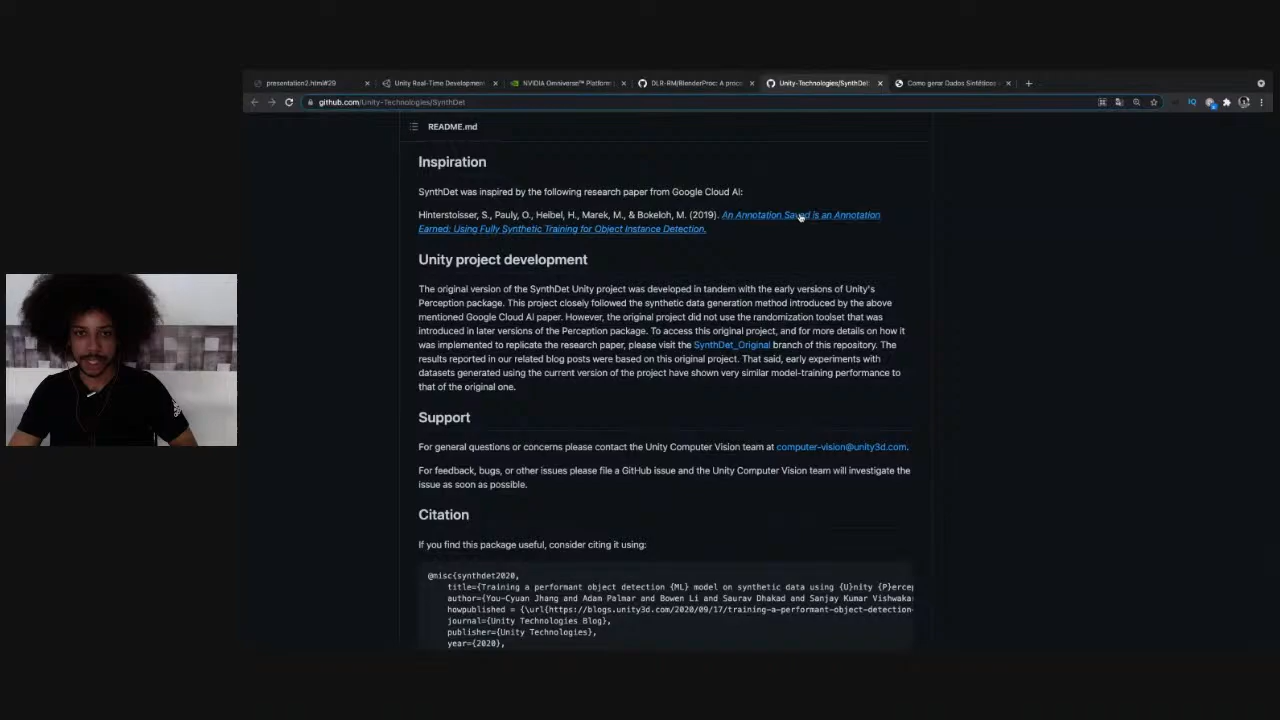 presentation2.html#29
Unity Real-Time Developmen
NVIDIA Omniverse™ Platform
DLR-RM/BlenderProc: A proce
Unity-Technologies/SynthDet:
Como gerar Dados Sintéticos
github.com/Unity-Technologies/SynthDet
README.md
Inspiration
SynthDet was inspired by the following research paper from Google Cloud AI:
Hinterstoisser, S., Pauly, O., Heibel, H., Marek, M., & Bokeloh, M. (2019). An Annotation Saved is an Annotation
Earned: Using Fully Synthetic Training for Object Instance Detection.
Unity project development
The original version of the SynthDet Unity project was developed in tandem with the early versions of Unity's
Perception package. This project closely followed the synthetic data generation method introduced by the above
mentioned Google Cloud AI paper. However, the original project did not use the randomization toolset that was
introduced in later versions of the Perception package. To access this original project, and for more details on how it
was implemented to replicate the research paper, please visit the SynthDet_Original branch of this repository. The
results reported in our related blog posts were based on this original project. That said, early experiments with
datasets generated using the current version of the project have shown very similar model-training performance to
that of the original one.
Support
For general questions or concerns please contact the Unity Computer Vision team at computer-vision@unity3d.com.
For feedback, bugs, or other issues please file a GitHub issue and the Unity Computer Vision team will investigate the
issue as soon as possible.
Citation
If you find this package useful, consider citing it using:
@misc{synthdet2020,
title={Training a performant object detection {ML} model on synthetic data using {U}nity {P}ercep
author={You-Cyuan Jhang and Adam Palmar and Bowen Li and Saurav Dhakad and Sanjay Kumar Vishwaka
howpublished = {\url{https://blogs.unity3d.com/2020/09/17/training-a-performant-object-detection-
journal={Unity Technologies Blog},
publisher={Unity Technologies},
year={2020},